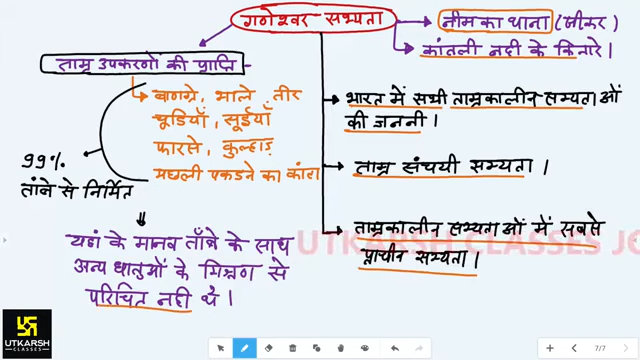 गणेश्वर सभ्यता
नीम का थाना (सीकर)
कांतली नदी के किनारे।
ताम्र उपकरणों की प्राप्ति -
बाणाग्रे, भाले, तीर
चूडियाँ, सूईयाँ
फारसे, कुल्हाड़
मछली पकडने का कांता
99%
तांबे से निर्मित
यहां के मानव ताँबे के साथ
अन्य धातुओं के मिश्रण से
परिचित नही थे।
भारत में सभी ताम्रकालीन सभ्यताओं
की जननी।
ताम्र संचयी सभ्यता।
ताम्रकालीन सभ्यताओं में सबसे
प्राचीन सभ्यता।
UTKARSH CLASSES JO
UTKARSH
CLASSES
7/7